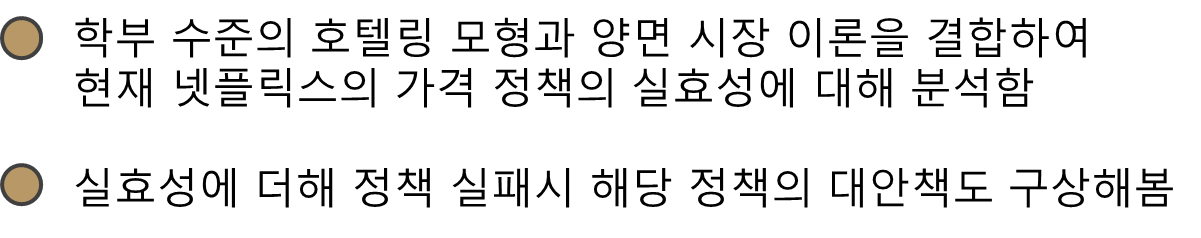 학부 수준의 호텔링 모형과 양면 시장 이론을 결합하여
현재 넷플릭스의 가격 정책의 실효성에 대해 분석함
실효성에 더해 정책 실패시 해당 정책의 대안책도 구상해봄